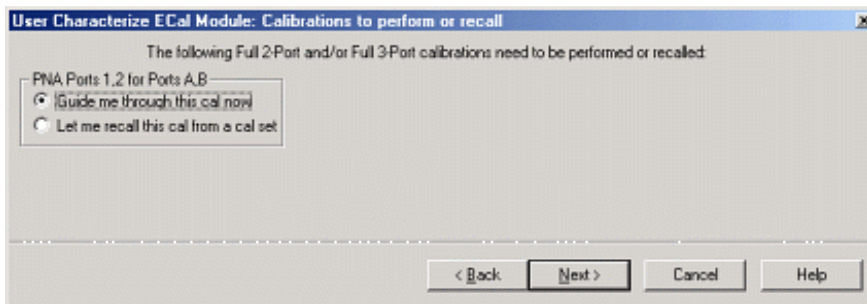 User Characterize ECal Module: Calibrations to perform or recall
The following Full 2-Port and/or Full 3-Port calibrations need to be performed or recalled:
PNA Ports 1,2 for Ports A,B
Guide me through this cal now
Let me recall this cal from a cal set
< Back
Next >
Cancel
Help